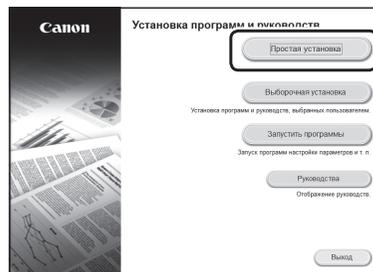 Canon
Установка программ и руководств
Простая установка
Выборочная установка
Установка программ и руководств, выбранных пользователем.
Запустить программы
Запуск программ настройки параметров и т. п.
Руководства
Отображение руководств.
Выход